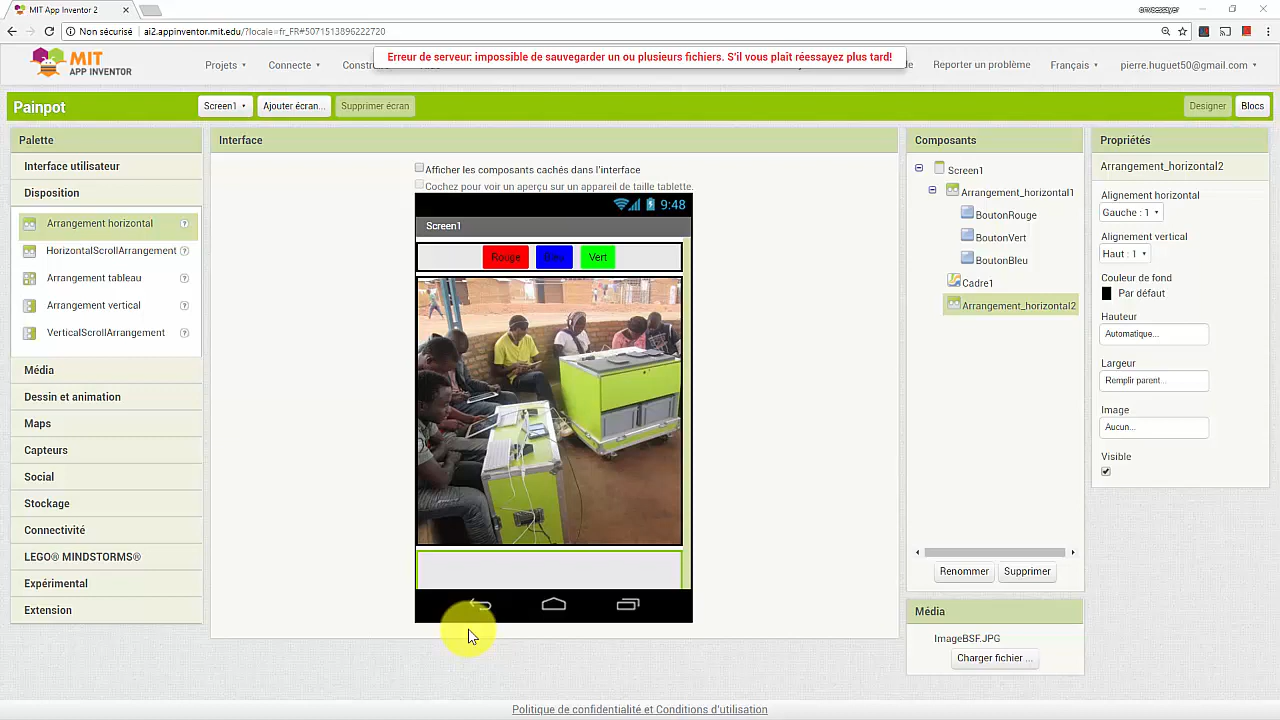 MIT App Inventor 2
Non sécurisé
ai2.appinventor.mit.edu/?locale=fr_FR#5071513896222720
MIT
APP INVENTOR
Projets
Connecte
Erreur de serveur: impossible de sauvegarder un ou plusieurs fichiers. S'il vous plait réessayez plus tard!
Reporter un problème
Français
pierre.huguet50@gmail.com
Painpot
Screen1
Ajouter écran...
Supprimer écran
Designer
Blocs
Palette
Interface utilisateur
Disposition
Arrangement horizontal
HorizontalScrollArrangement
Arrangement tableau
Arrangement vertical
VerticalScrollArrangement
Média
Dessin et animation
Maps
Capteurs
Social
Stockage
Connectivité
LEGO® MINDSTORMS®
Expérimental
Extension
Interface
Afficher les composants cachés dans l'interface
Cochez pour voir un aperçu sur un appareil de taille tablette.
9:48
Screen1
Rouge
Bleu
Vert
Composants
Screen1
Arrangement_horizontal1
BoutonRouge
BoutonVert
BoutonBleu
Cadre1
Arrangement_horizontal2
Renommer
Supprimer
Média
ImageBSF.JPG
Charger fichier ...
Propriétés
Arrangement_horizontal2
Alignement horizontal
Gauche : 1
Alignement vertical
Haut : 1
Couleur de fond
Par défaut
Hauteur
Automatique...
Largeur
Remplir parent...
Image
Aucun...
Visible
Politique de confidentialité et Conditions d'utilisation